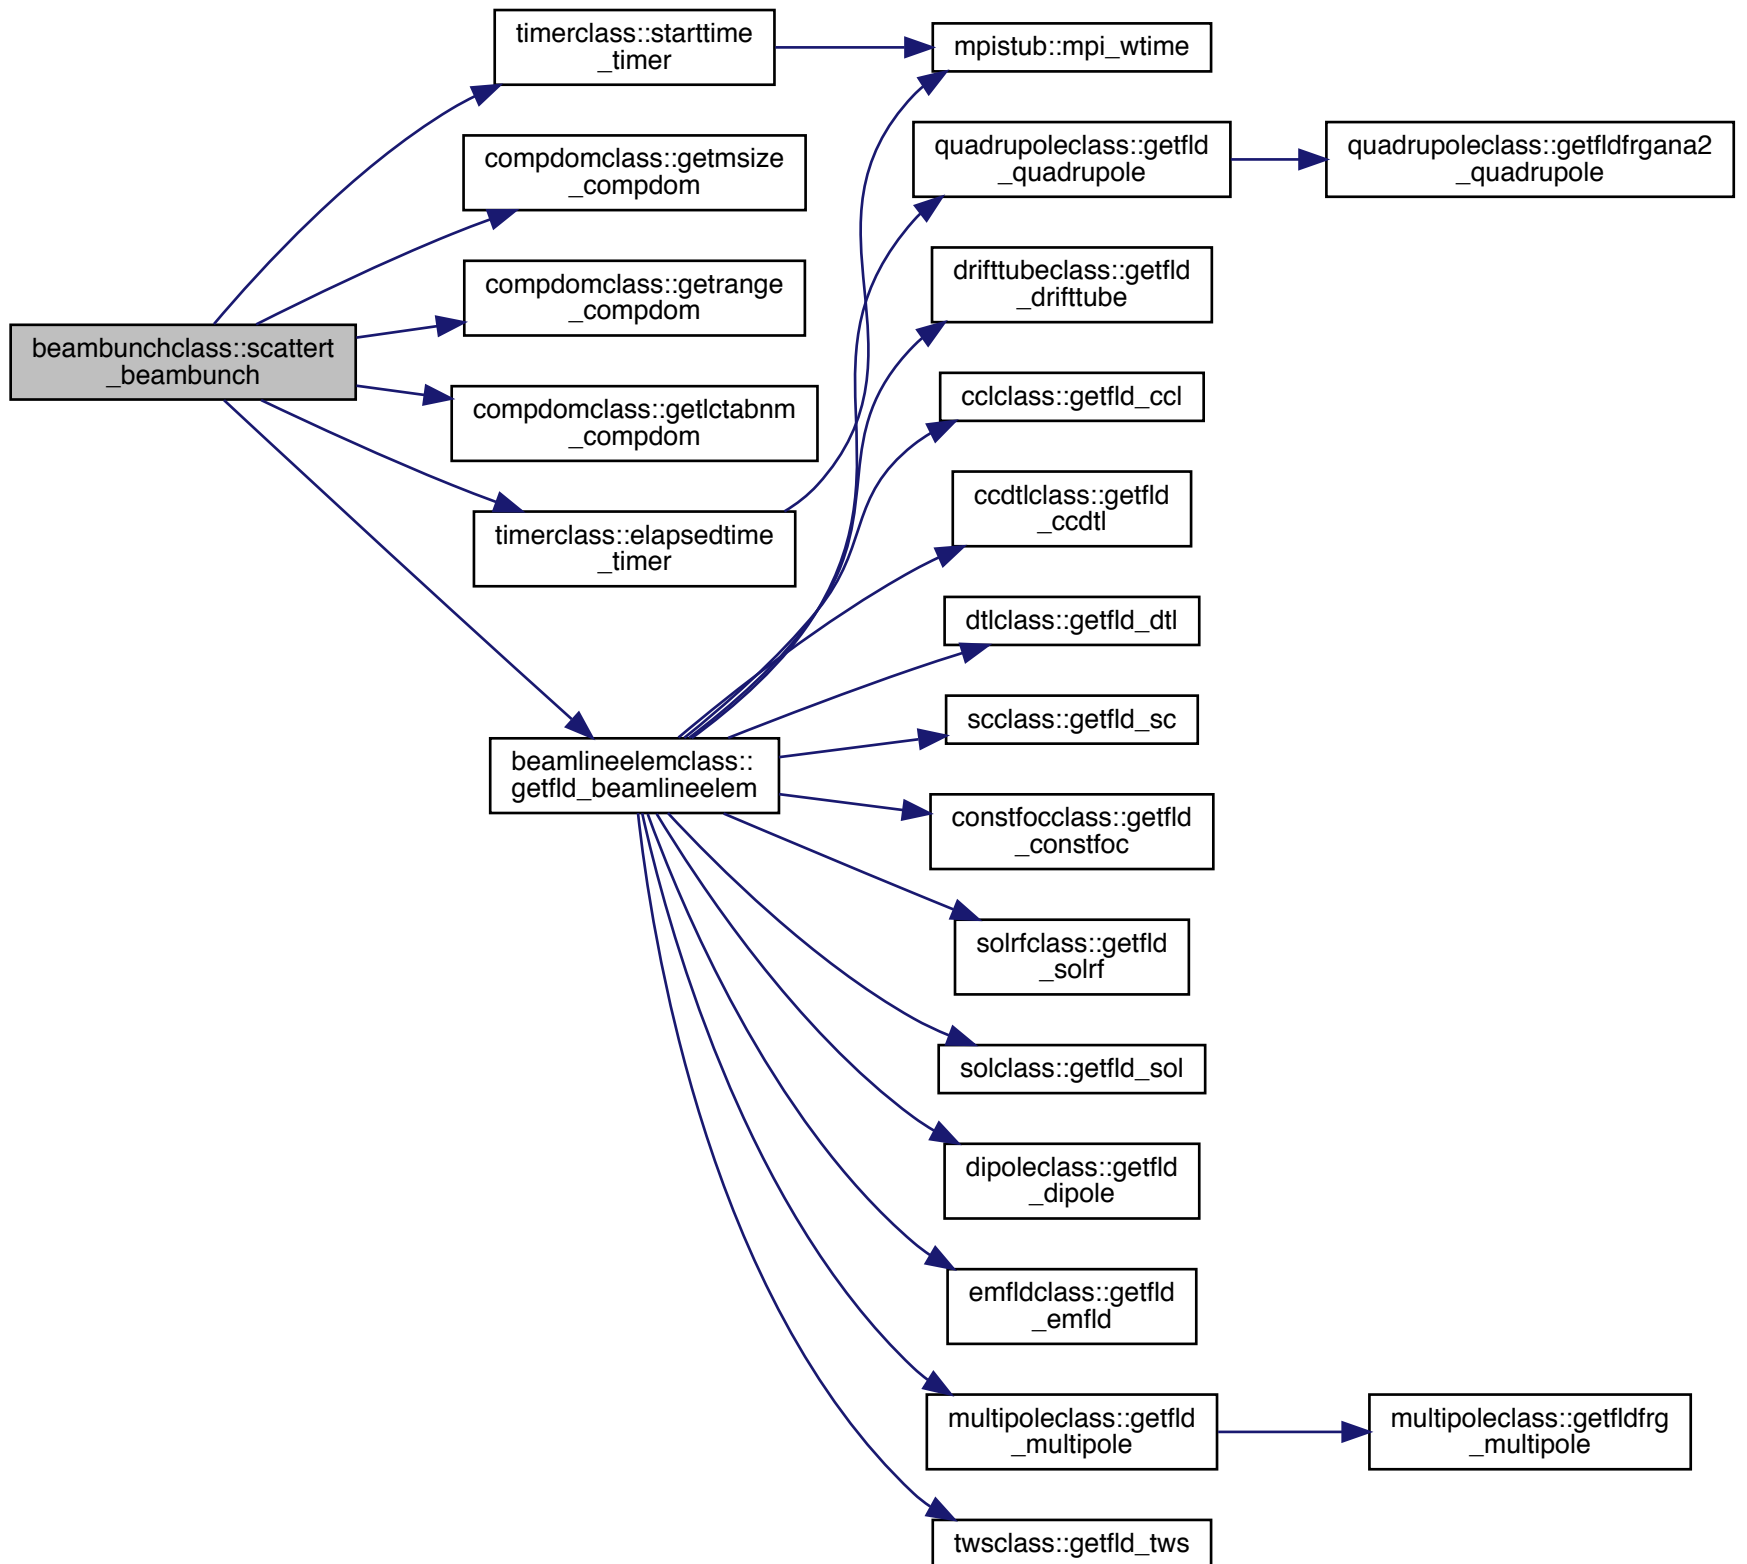 timerclass::starttime
_timer
mpistub::mpi_wtime
compdomclass::getmsize
_compdom
quadrupoleclass::getfld
_quadrupole
quadrupoleclass::getfldfrgana2
_quadrupole
compdomclass::getrange
_compdom
drifttubeclass::getfld
_drifttube
beambunchclass::scattert
_beambunch
compdomclass::getlctabnm
_compdom
cclclass::getfld_ccl
timerclass::elapsedtime
_timer
ccdtlclass::getfld
_ccdtl
dtlclass::getfld_dtl
scclass::getfld_sc
beamlineelemclass::
getfld_beamlineelem
constfocclass::getfld
_constfoc
solrfclass::getfld
_solrf
solclass::getfld_sol
dipoleclass::getfld
_dipole
emfldclass::getfld
_emfld
multipoleclass::getfld
_multipole
multipoleclass::getfldfrg
_multipole
twsclass::getfld_tws